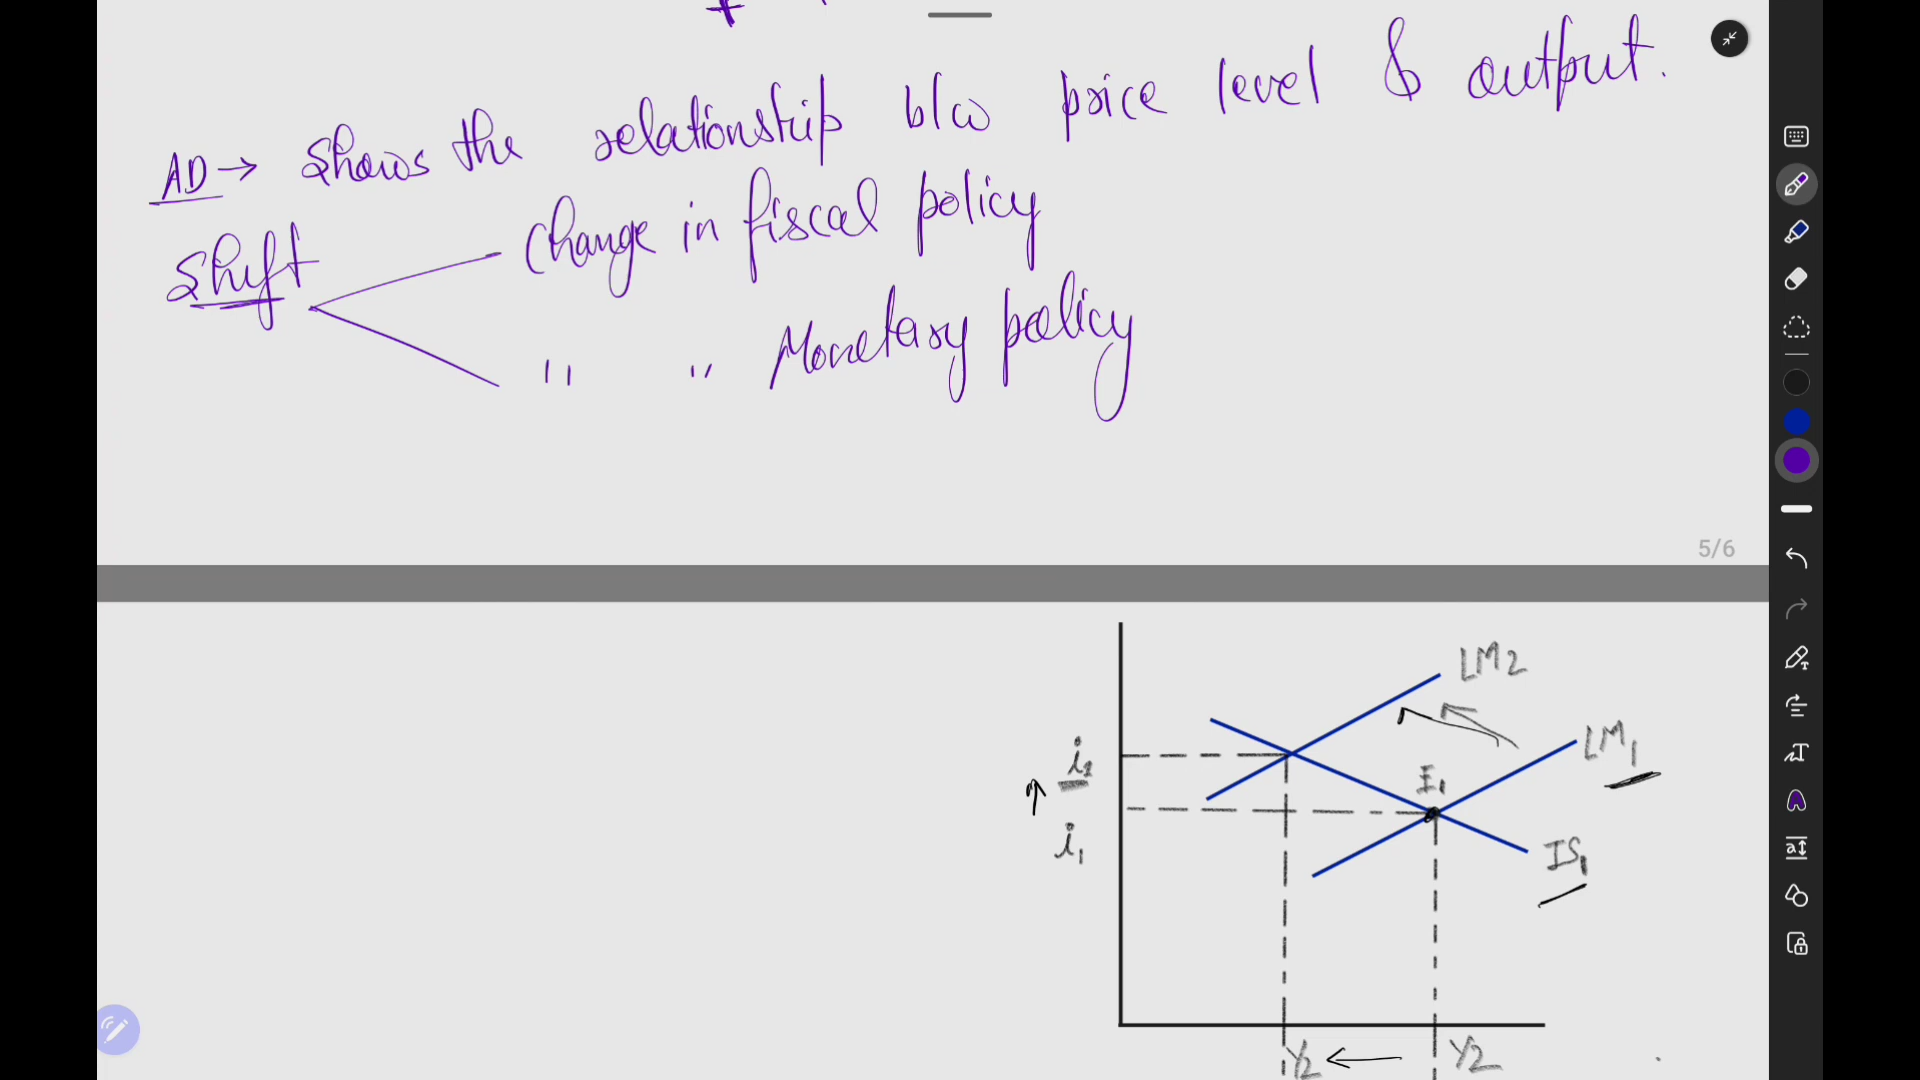 AD → Shows the relationship b/w price level & output.
Shift
Change in fiscal policy
" " Monetary policy
5/6
LM2
LM1
i2
E1
i1
IS1
Y2 ← Y2